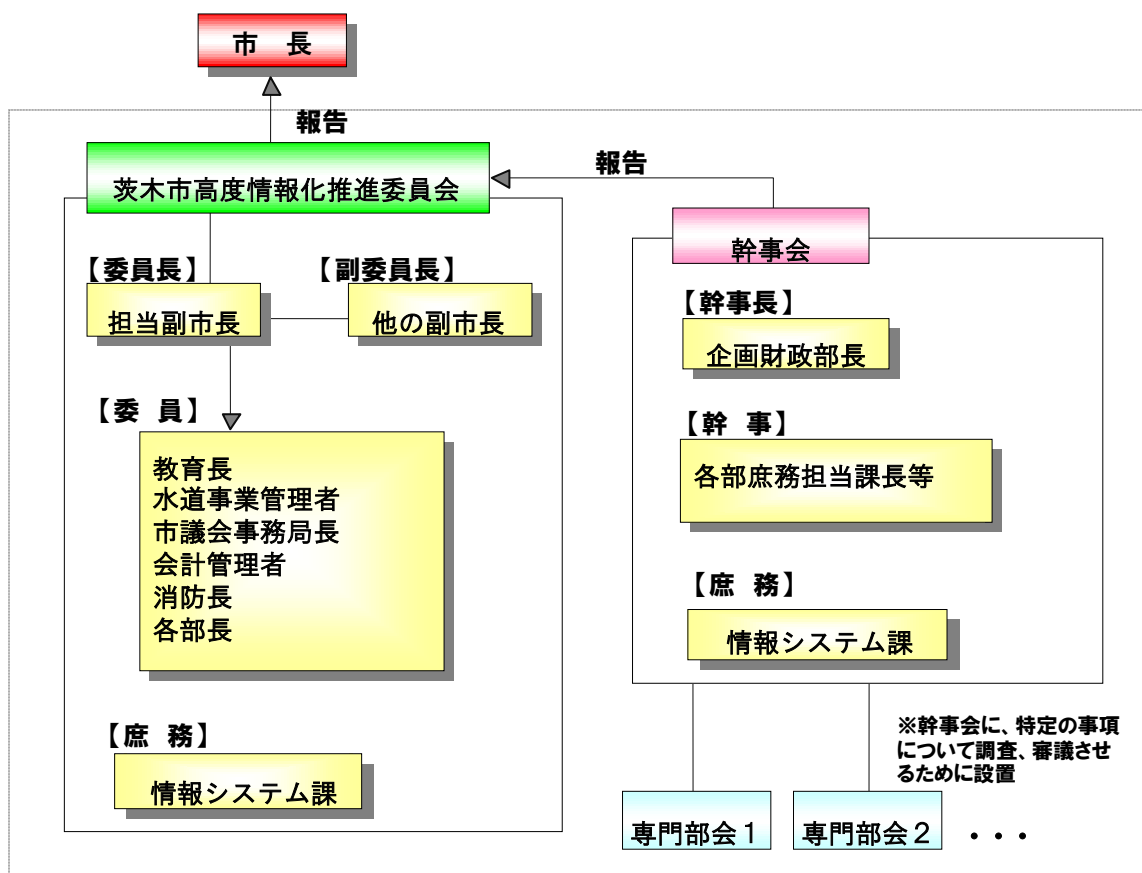 市　長
報告
茨木市高度情報化推進委員会
【委員長】
担当副市長
【副委員長】
他の副市長
【委　員】
教育長
水道事業管理者
市議会事務局長
会計管理者
消防長
各部長
【庶　務】
情報システム課
報告
幹事会
【幹事長】
企画財政部長
【幹　事】
各部庶務担当課長等
【庶　務】
情報システム課
※幹事会に、特定の事項
について調査、審議させ
るために設置
専門部会１
専門部会２
・・・